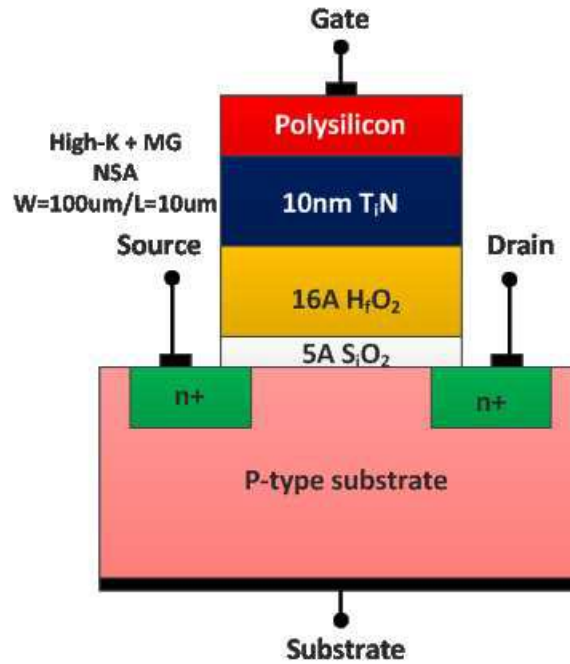 Gate
Polysilicon
High-K + MG
NSA
W=100um/L=10um
10nm TiN
Source
Drain
16A HfO2
5A SiO2
n+
n+
P-type substrate
Substrate